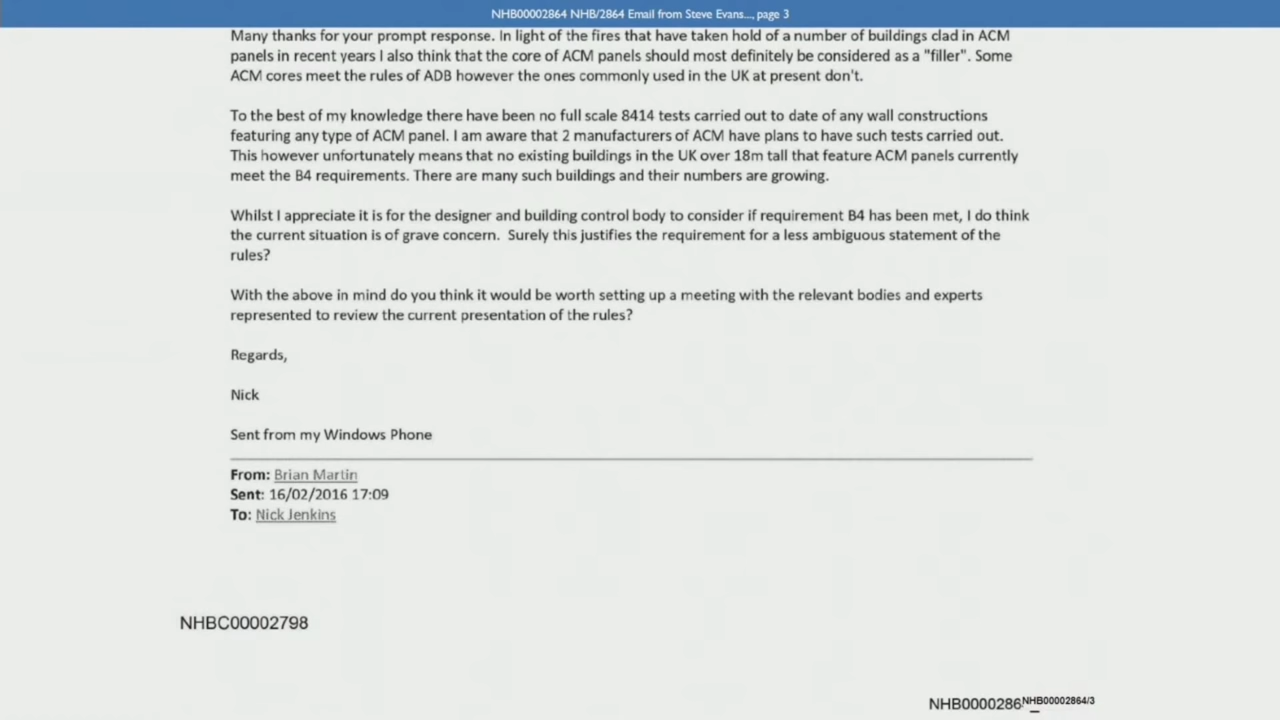 NHB00002864 NHB/2864 Email from Steve Evans..., page 3
Many thanks for your prompt response. In light of the fires that have taken hold of a number of buildings clad in ACM
panels in recent years I also think that the core of ACM panels should most definitely be considered as a "filler". Some
ACM cores meet the rules of ADB however the ones commonly used in the UK at present don't.
To the best of my knowledge there have been no full scale 8414 tests carried out to date of any wall constructions
featuring any type of ACM panel. I am aware that 2 manufacturers of ACM have plans to have such tests carried out.
This however unfortunately means that no existing buildings in the UK over 18m tall that feature ACM panels currently
meet the B4 requirements. There are many such buildings and their numbers are growing.
Whilst I appreciate it is for the designer and building control body to consider if requirement B4 has been met, I do think
the current situation is of grave concern. Surely this justifies the requirement for a less ambiguous statement of the
rules?
With the above in mind do you think it would be worth setting up a meeting with the relevant bodies and experts
represented to review the current presentation of the rules?
Regards,
Nick
Sent from my Windows Phone
From: Brian Martin
Sent: 16/02/2016 17:09
To: Nick Jenkins
NHBC00002798
NHB0000286 NHB00002864/3